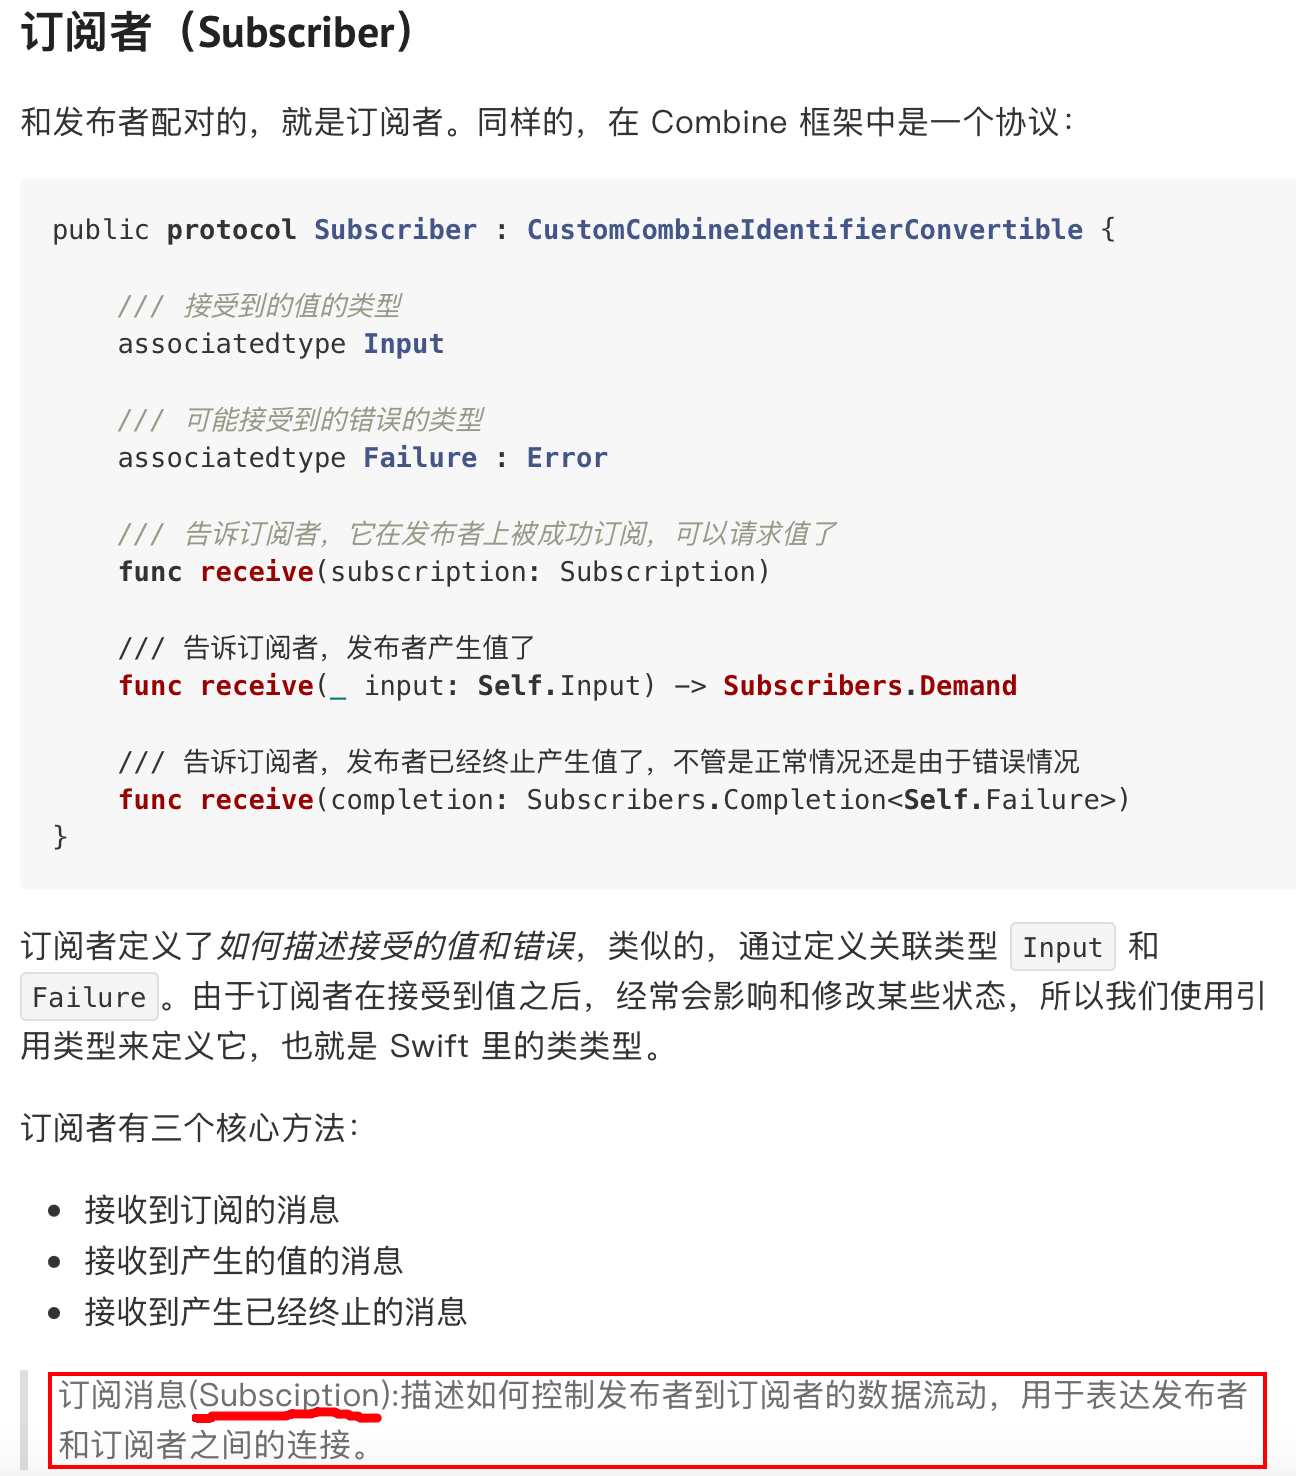 订阅者（Subscriber）
和发布者配对的，就是订阅者。同样的，在 Combine 框架中是一个协议：
public protocol Subscriber : CustomCombineIdentifierConvertible {
/// 接受到的值的类型
associatedtype Input
/// 可能接受到的错误的类型
associatedtype Failure : Error
/// 告诉订阅者，它在发布者上被成功订阅，可以请求值了
func receive(subscription: Subscription)
/// 告诉订阅者，发布者产生值了
func receive(_ input: Self.Input) -> Subscribers.Demand
/// 告诉订阅者，发布者已经终止产生值了，不管是正常情况还是由于错误情况
func receive(completion: Subscribers.Completion<Self.Failure>)
}
订阅者定义了如何描述接受的值和错误，类似的，通过定义关联类型 Input 和
Failure。由于订阅者在接受到值之后，经常会影响和修改某些状态，所以我们使用引
用类型来定义它，也就是 Swift 里的类类型。
订阅者有三个核心方法：
• 接收到订阅的消息
• 接收到产生的值的消息
• 接收到产生已经终止的消息
订阅消息(Subsciption):描述如何控制发布者到订阅者的数据流动，用于表达发布者
和订阅者之间的连接。